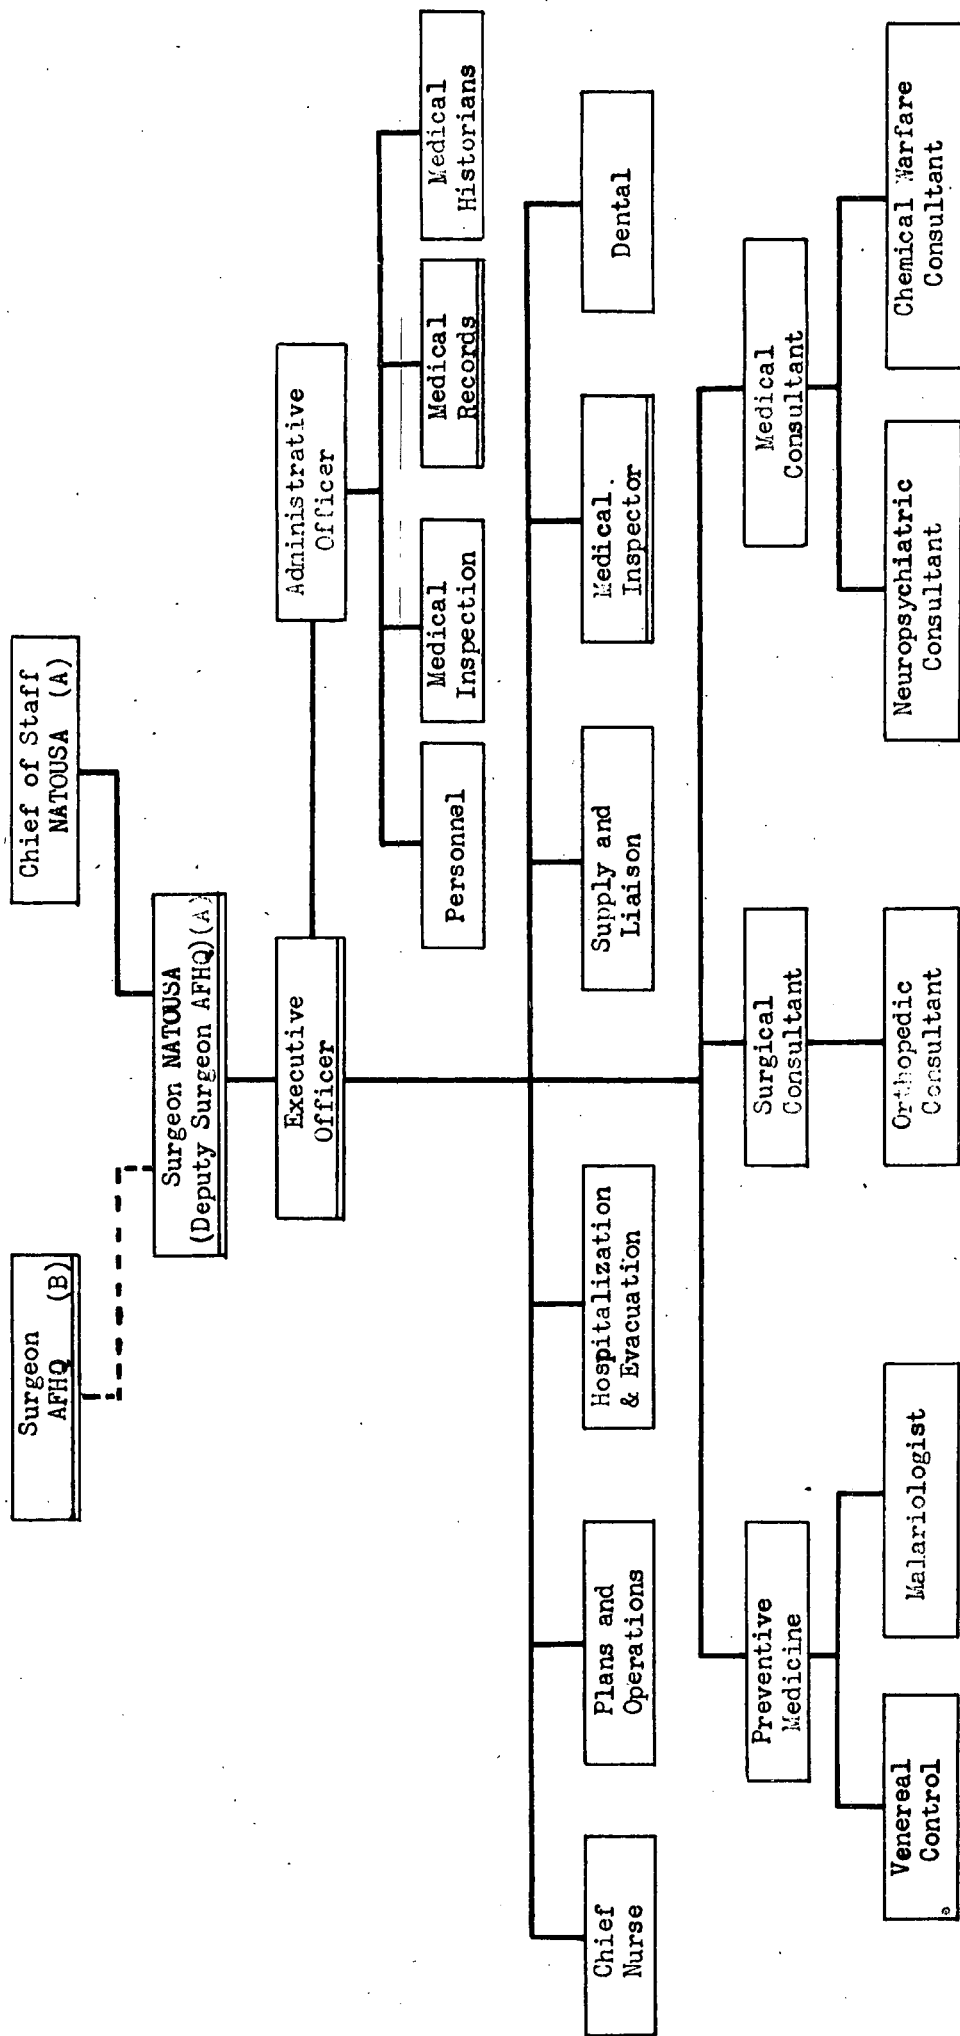 Surgeon
AFHQ (B)
Chief of Staff
NATOUSA (A)
Surgeon NATOUSA
(Deputy Surgeon AFHQ)(A)
Executive
Officer
Administrative
Officer
Personnel
Medical
Inspection
Medical
Records
Medical
Historians
Chief
Nurse
Plans and
Operations
Hospitalization
& Evacuation
Supply and
Liaison
Medical.
Inspector
Dental
Preventive
Medicine
Surgical
Consultant
Medical
Consultant
Venereal
Control
Malariologist
Orthopedic
Consultant
Neuropsychiatric
Consultant
Chemical Warfare
Consultant